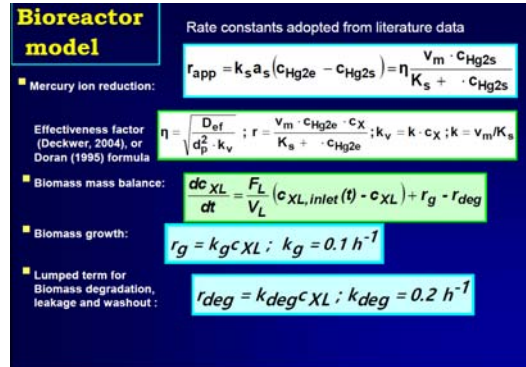 Bioreactor
model
Rate constants adopted from literature data
Mercury ion reduction:
r_app = k_s a_s (c_Hg2e − c_Hg2s) = η (v_m · c_Hg2s) / (K_s + · c_Hg2s)
Effectiveness factor
(Deckwer, 2004), or
Doran (1995) formula
η = √(D_ef / (d_p^2 · k_v)) ; r = (v_m · c_Hg2e · c_X) / (K_s + · c_Hg2e) ; k_v = k · c_X ; k = v_m/K_s
Biomass mass balance:
dc_XL/dt = F_L/V_L (c_XL,inlet(t) - c_XL) + r_g - r_deg
Biomass growth:
r_g = k_g c_XL ; k_g = 0.1 h^-1
Lumped term for
Biomass degradation,
leakage and washout :
r_deg = k_deg c_XL ; k_deg = 0.2 h^-1